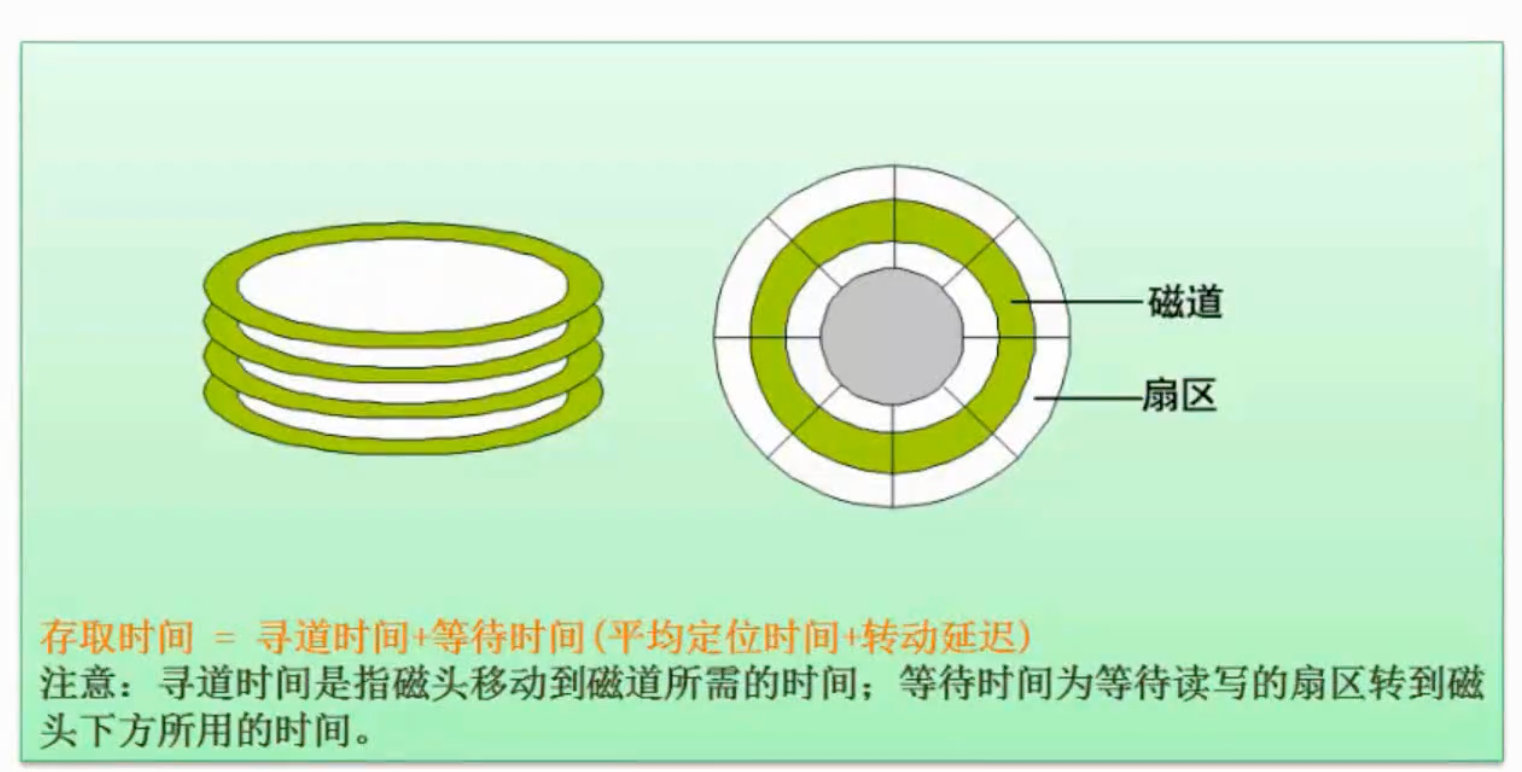 磁道
扇区
存取时间 = 寻道时间+等待时间(平均定位时间+转动延迟)
注意：寻道时间是指磁头移动到磁道所需的时间；等待时间为等待读写的扇区转到磁
头下方所用的时间。